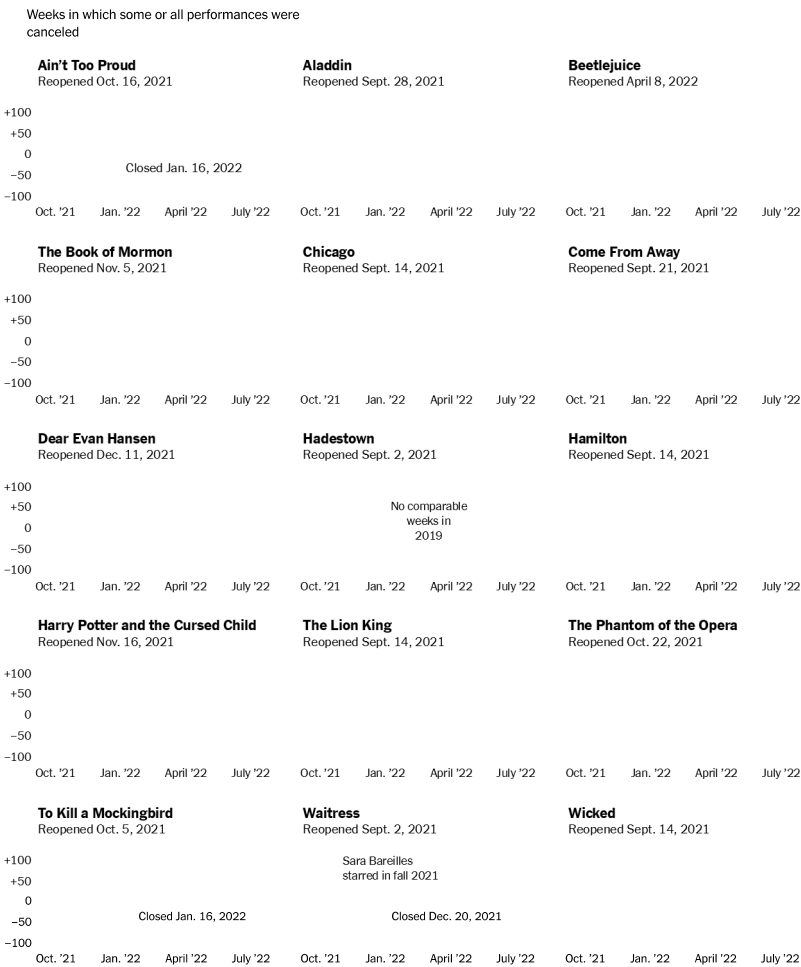 Weeks in which some or all performances were
canceled
Ain’t Too Proud
Reopened Oct. 16, 2021
Aladdin
Reopened Sept. 28, 2021
Beetlejuice
Reopened April 8, 2022
+100
+50
0
–50
–100
Closed Jan. 16, 2022
Oct. ’21 Jan. ’22 April ’22 July ’22 Oct. ’21 Jan. ’22 April ’22 July ’22 Oct. ’21 Jan. ’22 April ’22 July ’22
The Book of Mormon
Reopened Nov. 5, 2021
Chicago
Reopened Sept. 14, 2021
Come From Away
Reopened Sept. 21, 2021
+100
+50
0
–50
–100
Oct. ’21 Jan. ’22 April ’22 July ’22 Oct. ’21 Jan. ’22 April ’22 July ’22 Oct. ’21 Jan. ’22 April ’22 July ’22
Dear Evan Hansen
Reopened Dec. 11, 2021
Hadestown
Reopened Sept. 2, 2021
Hamilton
Reopened Sept. 14, 2021
+100
+50
0
–50
–100
No comparable
weeks in
2019
Oct. ’21 Jan. ’22 April ’22 July ’22 Oct. ’21 Jan. ’22 April ’22 July ’22 Oct. ’21 Jan. ’22 April ’22 July ’22
Harry Potter and the Cursed Child
Reopened Nov. 16, 2021
The Lion King
Reopened Sept. 14, 2021
The Phantom of the Opera
Reopened Oct. 22, 2021
+100
+50
0
–50
–100
Oct. ’21 Jan. ’22 April ’22 July ’22 Oct. ’21 Jan. ’22 April ’22 July ’22 Oct. ’21 Jan. ’22 April ’22 July ’22
To Kill a Mockingbird
Reopened Oct. 5, 2021
Waitress
Reopened Sept. 2, 2021
Wicked
Reopened Sept. 14, 2021
+100
+50
0
–50
–100
Closed Jan. 16, 2022
Sara Bareilles
starred in fall 2021
Closed Dec. 20, 2021
Oct. ’21 Jan. ’22 April ’22 July ’22 Oct. ’21 Jan. ’22 April ’22 July ’22 Oct. ’21 Jan. ’22 April ’22 July ’22